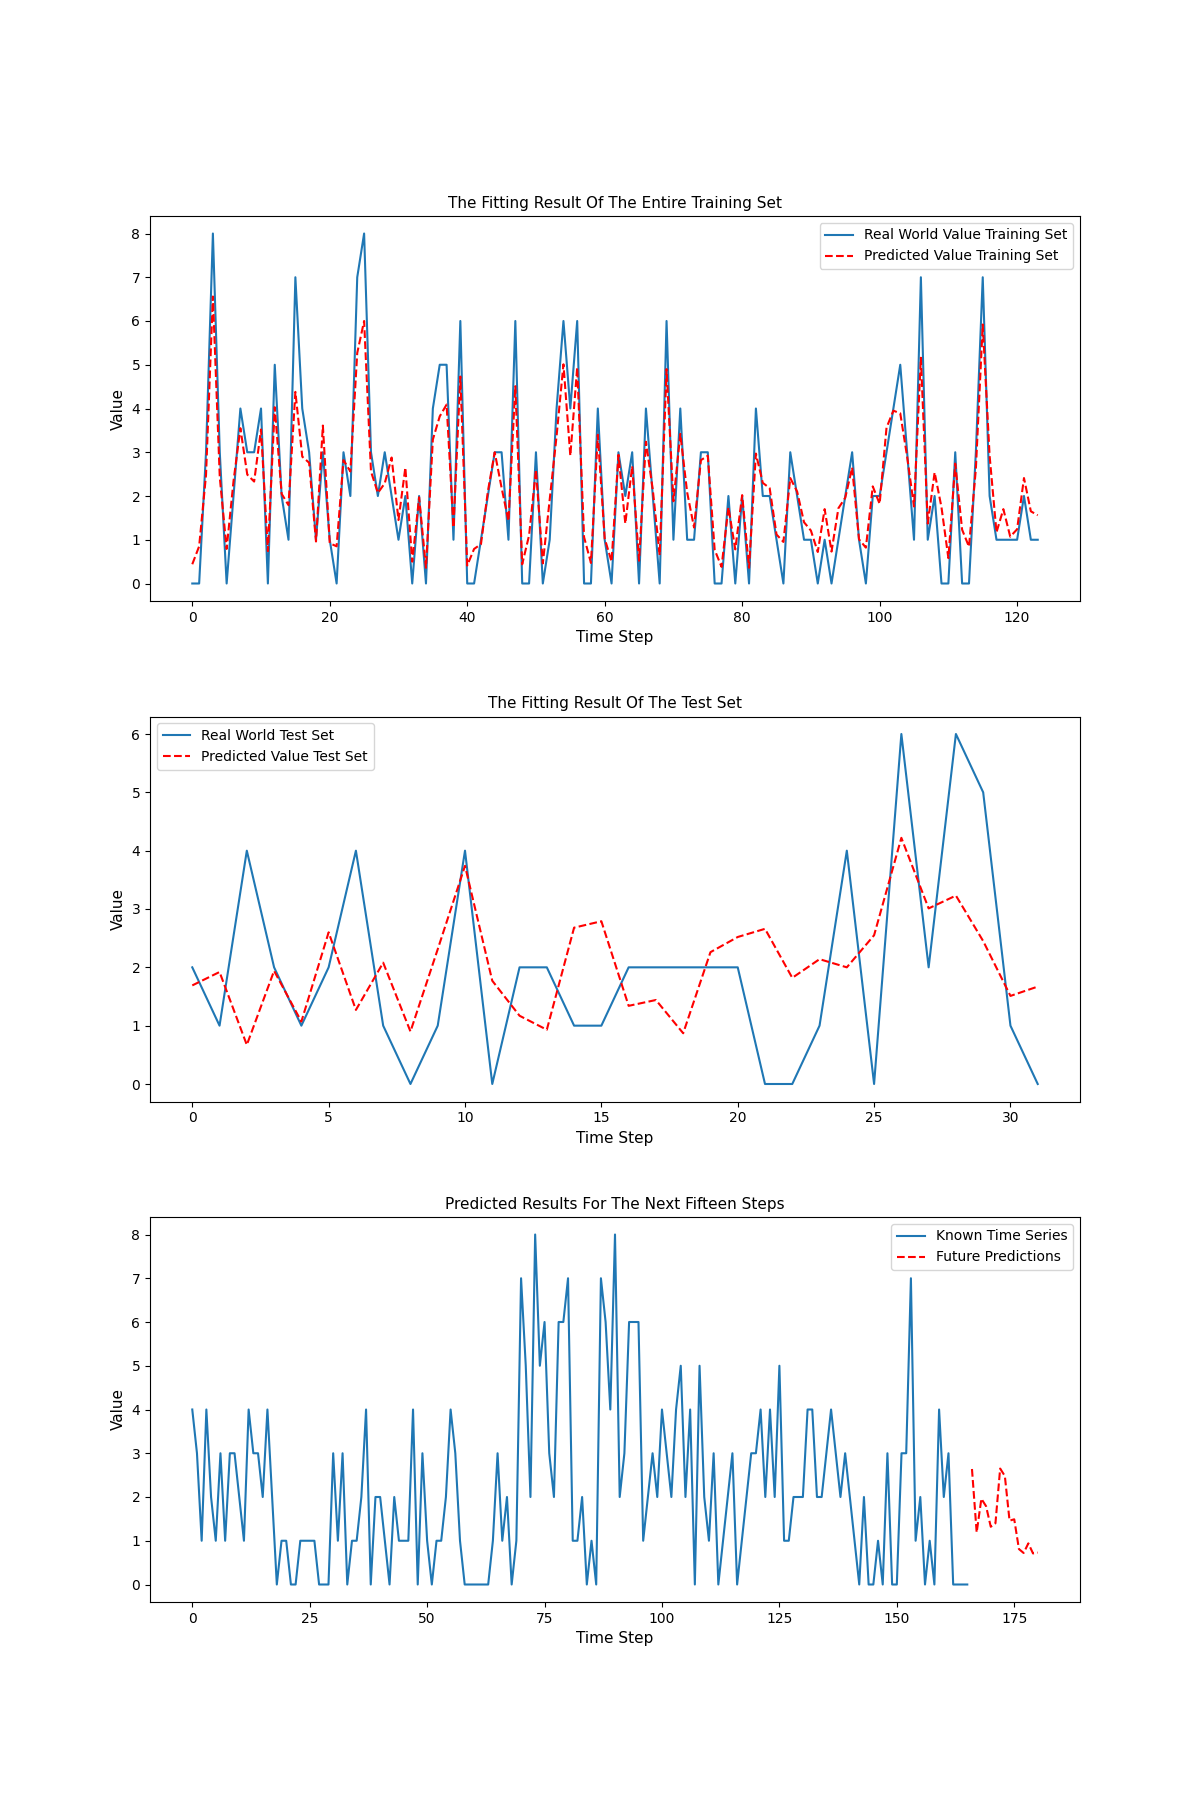 The Fitting Result Of The Entire Training Set
Real World Value Training Set
Predicted Value Training Set
Value
8
7
6
5
4
3
2
1
0
0 20 40 60 80 100 120
Time Step
The Fitting Result Of The Test Set
Real World Test Set
Predicted Value Test Set
Value
6
5
4
3
2
1
0
0 5 10 15 20 25 30
Time Step
Predicted Results For The Next Fifteen Steps
Known Time Series
Future Predictions
Value
8
7
6
5
4
3
2
1
0
0 25 50 75 100 125 150 175
Time Step